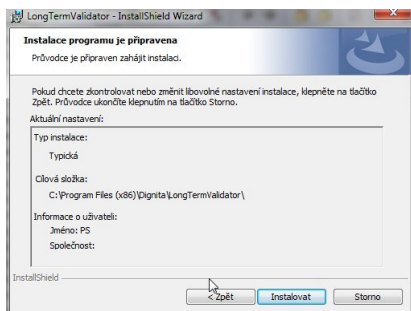 LongTermValidator - InstallShield Wizard
Instalace programu je připravena
Průvodce je připraven zahájit instalaci.
Pokud chcete zkontrolovat nebo změnit libovolné nastavení instalace, klepněte na tlačítko
Zpět. Průvodce ukončíte klepnutím na tlačítko Storno.
Aktuální nastavení:
Typ instalace:
Typická
Cílová složka:
C:\Program Files (x86)\Dignita\LongTermValidator\
Informace o uživateli:
Jméno: PS
Společnost:
InstallShield
< Zpět
Instalovat
Storno